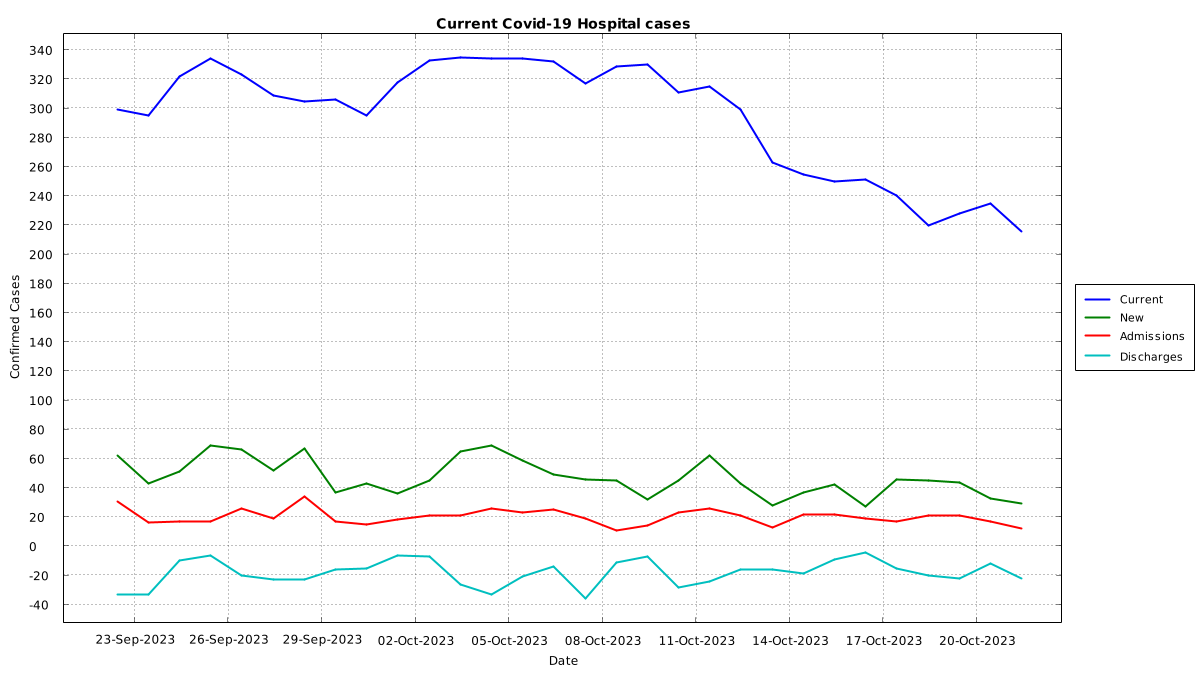 Current Covid-19 Hospital cases
340
320
300
280
260
240
220
200
180
160
140
120
100
80
60
40
20
0
-20
-40
Confirmed Cases
23-Sep-2023 26-Sep-2023 29-Sep-2023 02-Oct-2023 05-Oct-2023 08-Oct-2023 11-Oct-2023 14-Oct-2023 17-Oct-2023 20-Oct-2023
Date
Current
New
Admissions
Discharges